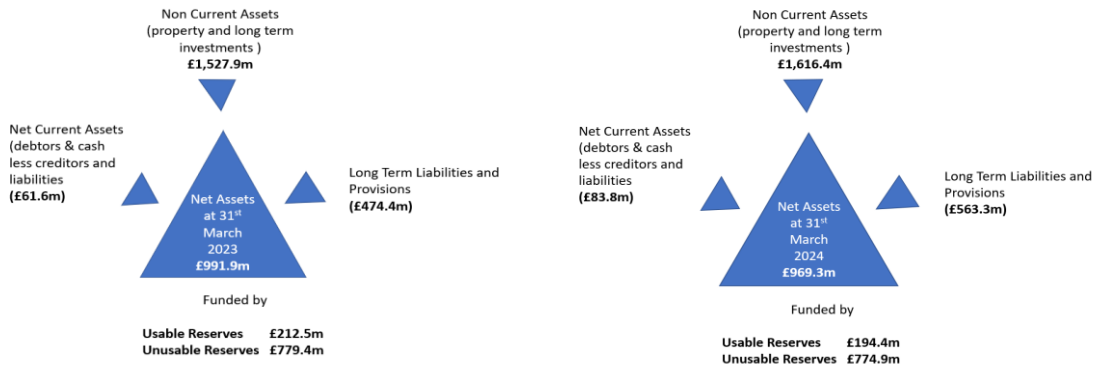 Non Current Assets
(property and long term
investments )
£1,527.9m
Net Current Assets
(debtors & cash
less creditors and
liabilities
(£61.6m)
Net Assets
at 31st
March
2023
£991.9m
Long Term Liabilities and
Provisions
(£474.4m)
Funded by
Usable Reserves £212.5m
Unusable Reserves £779.4m
Non Current Assets
(property and long term
investments )
£1,616.4m
Net Current Assets
(debtors & cash
less creditors and
liabilities
(£83.8m)
Net Assets
at 31st
March
2024
£969.3m
Long Term Liabilities and
Provisions
(£563.3m)
Funded by
Usable Reserves £194.4m
Unusable Reserves £774.9m